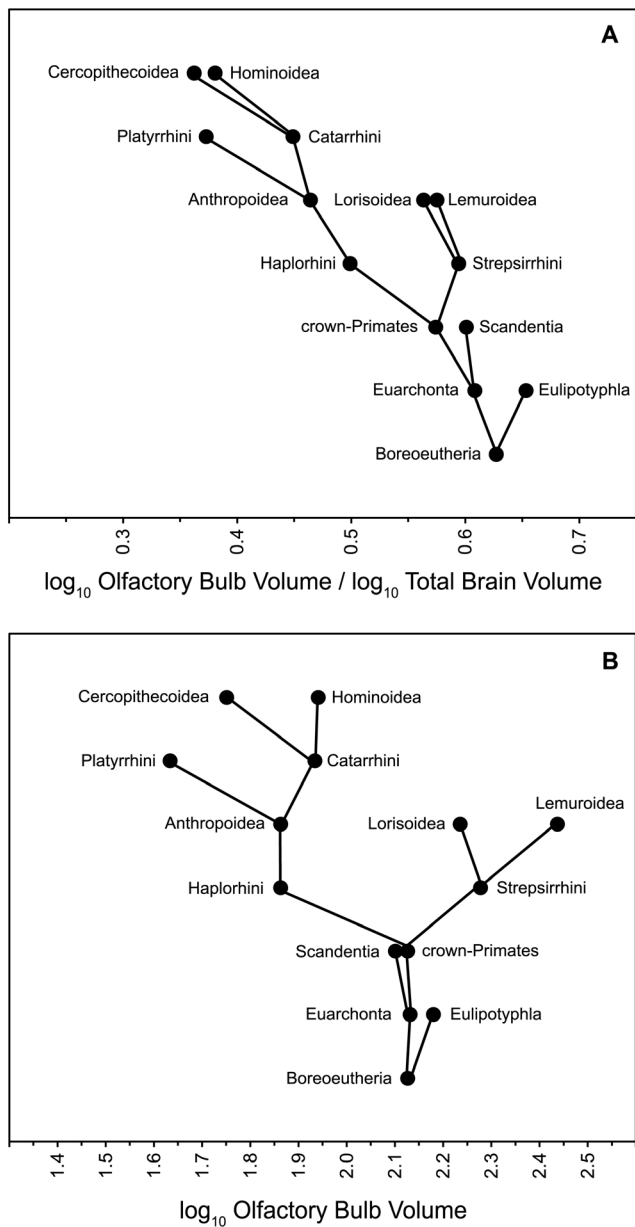 A
Cercopithecoidea Hominoidea
Platyrrhini Catarrhini
Anthropoidea Lorisoidea Lemuroidea
Haplorhini Strepsirrhini
crown-Primates Scandentia
Euarchonta Eulipotyphla
Boreoeutheria
0.3 0.4 0.5 0.6 0.7
log10 Olfactory Bulb Volume / log10 Total Brain Volume
B
Cercopithecoidea Hominoidea
Platyrrhini Catarrhini
Lemuroidea
Anthropoidea Lorisoidea
Haplorhini Strepsirrhini
Scandentia crown-Primates
Euarchonta Eulipotyphla
Boreoeutheria
1.4 1.5 1.6 1.7 1.8 1.9 2.0 2.1 2.2 2.3 2.4 2.5
log10 Olfactory Bulb Volume